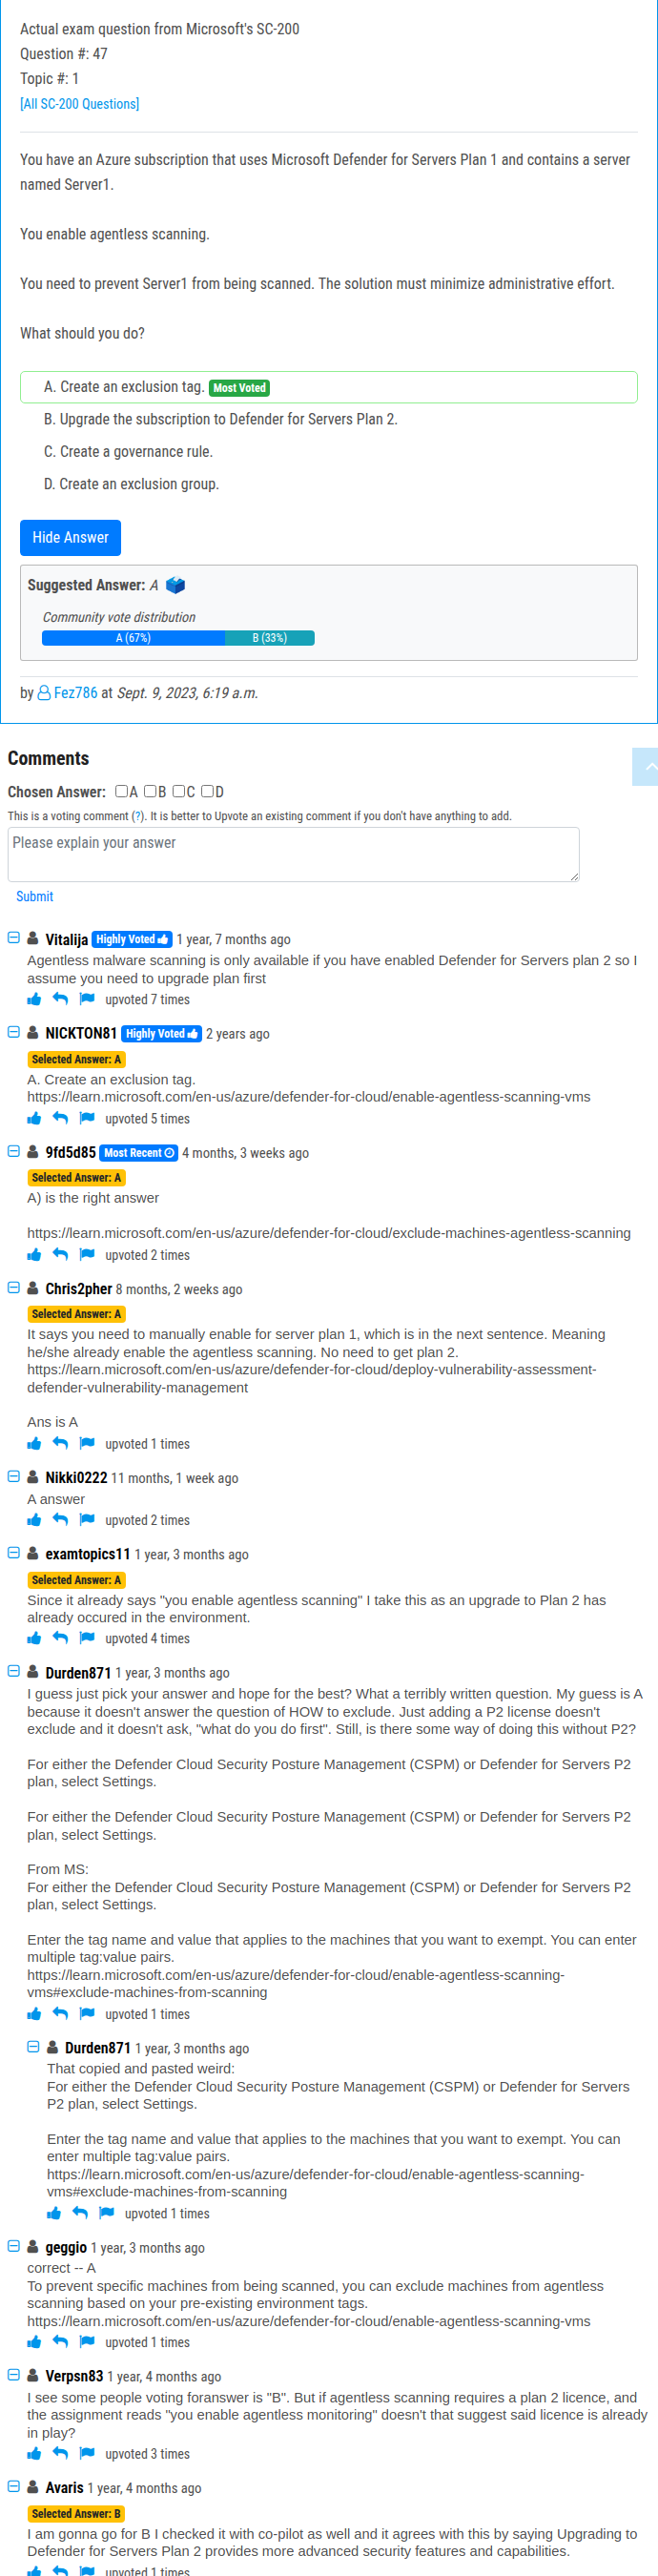 Actual exam question from Microsoft's SC-200
Question #: 47
Topic #: 1
[All SC-200 Questions]
You have an Azure subscription that uses Microsoft Defender for Servers Plan 1 and contains a server
named Server1.
You enable agentless scanning.
You need to prevent Server1 from being scanned. The solution must minimize administrative effort.
What should you do?
A. Create an exclusion tag. Most Voted
B. Upgrade the subscription to Defender for Servers Plan 2.
C. Create a governance rule.
D. Create an exclusion group.
Hide Answer
Suggested Answer: A
Community vote distribution
A (67%) B (33%)
by Fez786 at Sept. 9, 2023, 6:19 a.m.
Comments
Chosen Answer: A B C D
This is a voting comment (?). It is better to Upvote an existing comment if you don't have anything to add.
Please explain your answer
Submit
Vitalija Highly Voted 1 year, 7 months ago
Agentless malware scanning is only available if you have enabled Defender for Servers plan 2 so I
assume you need to upgrade plan first
upvoted 7 times
NICKTON81 Highly Voted 2 years ago
Selected Answer: A
A. Create an exclusion tag.
https://learn.microsoft.com/en-us/azure/defender-for-cloud/enable-agentless-scanning-vms
upvoted 5 times
9fd5d85 Most Recent 4 months, 3 weeks ago
Selected Answer: A
A) is the right answer
https://learn.microsoft.com/en-us/azure/defender-for-cloud/exclude-machines-agentless-scanning
upvoted 2 times
Chris2pher 8 months, 2 weeks ago
Selected Answer: A
It says you need to manually enable for server plan 1, which is in the next sentence. Meaning
he/she already enable the agentless scanning. No need to get plan 2.
https://learn.microsoft.com/en-us/azure/defender-for-cloud/deploy-vulnerability-assessment-
defender-vulnerability-management
Ans is A
upvoted 1 times
Nikki0222 11 months, 1 week ago
A answer
upvoted 2 times
examtopics11 1 year, 3 months ago
Selected Answer: A
Since it already says "you enable agentless scanning" I take this as an upgrade to Plan 2 has
already occured in the environment.
upvoted 4 times
Durden871 1 year, 3 months ago
I guess just pick your answer and hope for the best? What a terribly written question. My guess is A
because it doesn't answer the question of HOW to exclude. Just adding a P2 license doesn't
exclude and it doesn't ask, "what do you do first". Still, is there some way of doing this without P2?
For either the Defender Cloud Security Posture Management (CSPM) or Defender for Servers P2
plan, select Settings.
For either the Defender Cloud Security Posture Management (CSPM) or Defender for Servers P2
plan, select Settings.
From MS:
For either the Defender Cloud Security Posture Management (CSPM) or Defender for Servers P2
plan, select Settings.
Enter the tag name and value that applies to the machines that you want to exempt. You can enter
multiple tag:value pairs.
https://learn.microsoft.com/en-us/azure/defender-for-cloud/enable-agentless-scanning-
vms#exclude-machines-from-scanning
upvoted 1 times
Durden871 1 year, 3 months ago
That copied and pasted weird:
For either the Defender Cloud Security Posture Management (CSPM) or Defender for Servers
P2 plan, select Settings.
Enter the tag name and value that applies to the machines that you want to exempt. You can
enter multiple tag:value pairs.
https://learn.microsoft.com/en-us/azure/defender-for-cloud/enable-agentless-scanning-
vms#exclude-machines-from-scanning
upvoted 1 times
geggio 1 year, 3 months ago
correct -- A
To prevent specific machines from being scanned, you can exclude machines from agentless
scanning based on your pre-existing environment tags.
https://learn.microsoft.com/en-us/azure/defender-for-cloud/enable-agentless-scanning-vms
upvoted 1 times
Verpsn83 1 year, 4 months ago
I see some people voting foranswer is "B". But if agentless scanning requires a plan 2 licence, and
the assignment reads "you enable agentless monitoring" doesn't that suggest said licence is already
in play?
upvoted 3 times
Avaris 1 year, 4 months ago
Selected Answer: B
I am gonna go for B I checked it with co-pilot as well and it agrees with this by saying Upgrading to
Defender for Servers Plan 2 provides more advanced security features and capabilities.
upvoted 1 times